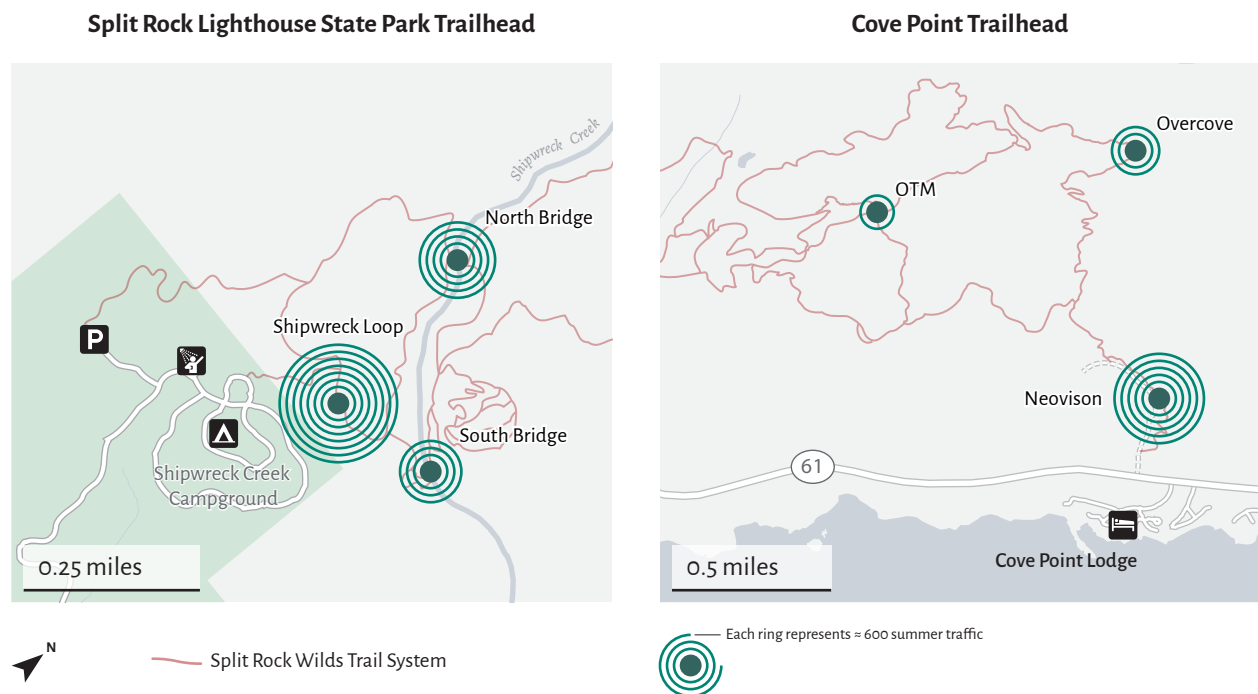 Split Rock Lighthouse State Park Trailhead
Shipwreck Creek
North Bridge
Shipwreck Loop
P
South Bridge
Shipwreck Creek
Campground
0.25 miles
Cove Point Trailhead
Overcove
OTM
Neovison
61
Cove Point Lodge
0.5 miles
N
Split Rock Wilds Trail System
Each ring represents ≈ 600 summer traffic